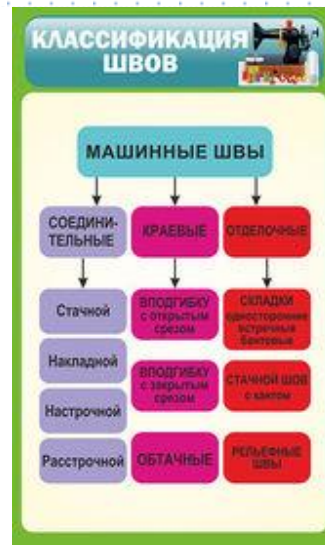 КЛАССИФИКАЦИЯ
ШВОВ
МАШИННЫЕ ШВЫ
СОЕДИНИ-
ТЕЛЬНЫЕ
КРАЕВЫЕ
ОТДЕЛОЧНЫЕ
Стачной
Накладной
Настрочной
Расстрочной
ВПОДГИБКУ
с открытым
срезом
ВПОДГИБКУ
с закрытым
срезом
ОБТАЧНЫЕ
СКЛАДКИ
односторонние
встречные
бантовые
СТАЧНОЙ ШОВ
с кантом
РЕЛЬЕФНЫЕ
ШВЫ